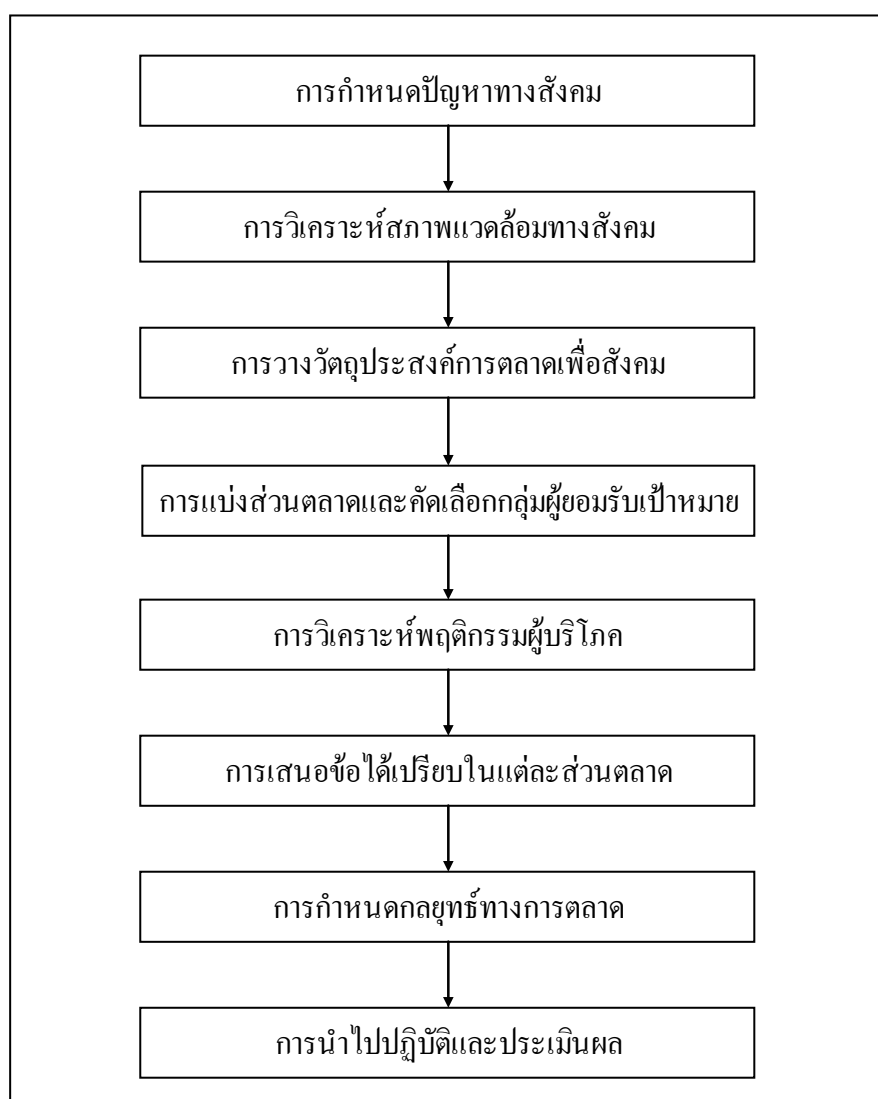 การกำหนดปัญหาทางสังคม
การวิเคราะห์สภาพแวดล้อมทางสังคม
การวางวัตถุประสงค์การตลาดเพื่อสังคม
การแบ่งส่วนตลาดและคัดเลือกกลุ่มผู้ยอมรับเป้าหมาย
การวิเคราะห์พฤติกรรมผู้บริโภค
การเสนอข้อได้เปรียบในแต่ละส่วนตลาด
การกำหนดกลยุทธ์ทางการตลาด
การนำไปปฏิบัติและประเมินผล